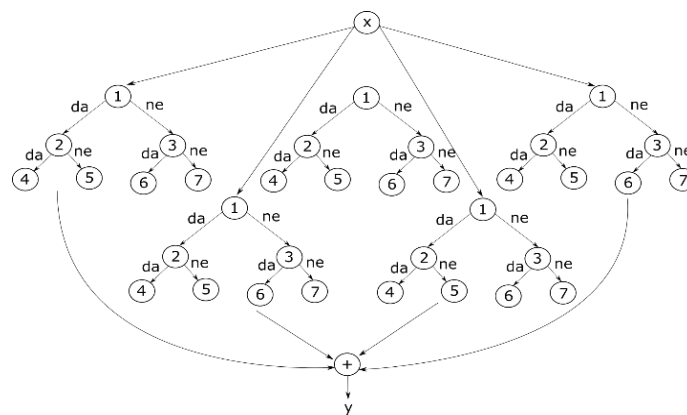 x
1 1 1
da ne da ne da ne
2 3 2 3 2 3
da ne da ne da ne da ne da ne da ne
4 5 6 7 4 5 6 7 4 5 6 7
1 1
da ne da ne
2 3 2 3
da ne da ne da ne da ne
4 5 6 7 4 5 6 7
+
y